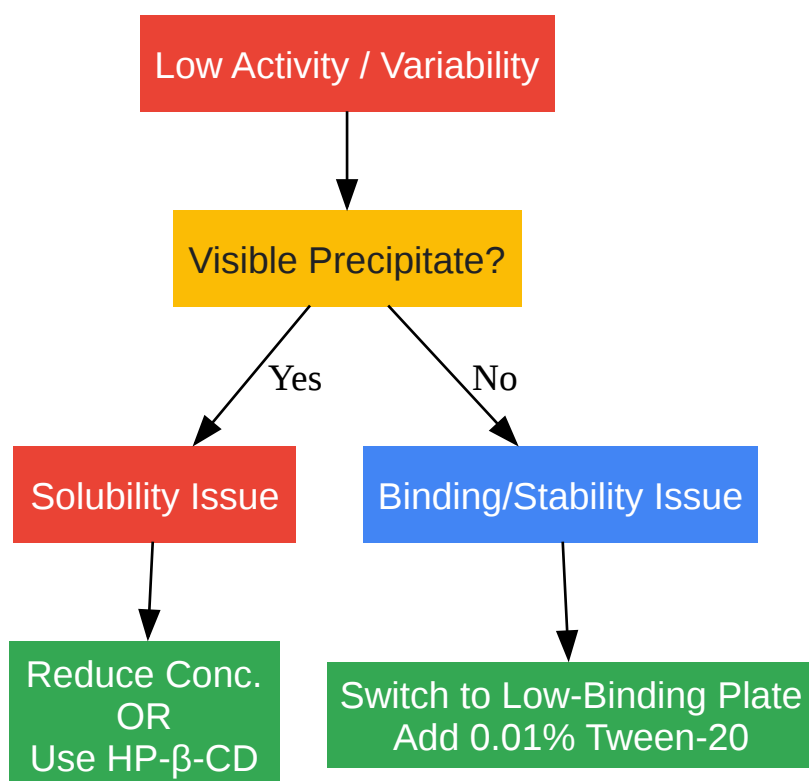 Low Activity / Variability
Visible Precipitate?
Yes
No
Solubility Issue
Binding/Stability Issue
Reduce Conc.
OR
Use HP-β-CD
Switch to Low-Binding Plate
Add 0.01% Tween-20